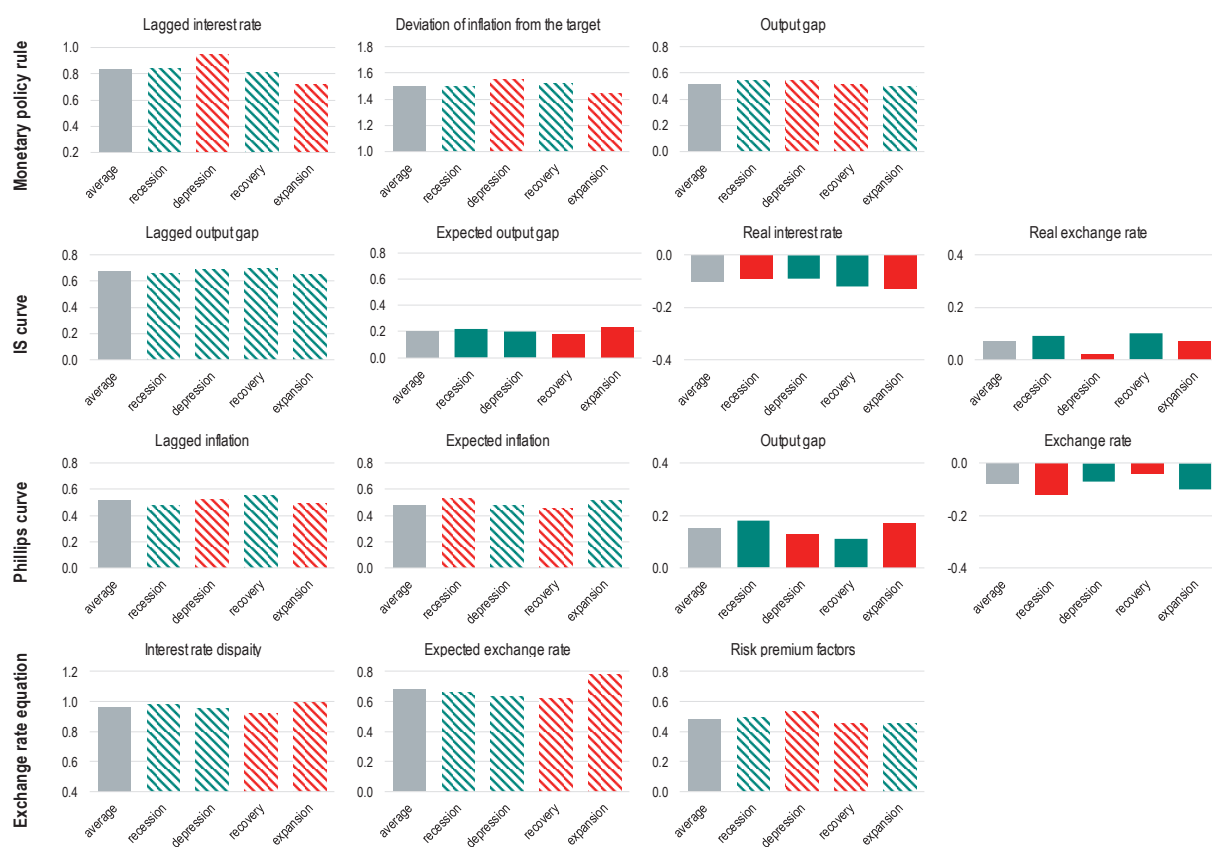 Monetary policy rule
Lagged interest rate
1.0
0.8
0.6
0.4
0.2
average
recession
depression
recovery
expansion
Deviation of inflation from the target
1.8
1.6
1.4
1.2
1.0
average
recession
depression
recovery
expansion
Output gap
0.8
0.6
0.4
0.2
0.0
average
recession
depression
recovery
expansion
IS curve
Lagged output gap
0.8
0.6
0.4
0.2
0.0
average
recession
depression
recovery
expansion
Expected output gap
0.8
0.6
0.4
0.2
0.0
average
recession
depression
recovery
expansion
Real interest rate
0.0
-0.2
-0.4
average
recession
depression
recovery
expansion
Real exchange rate
0.4
0.2
0.0
average
recession
depression
recovery
expansion
Phillips curve
Lagged inflation
0.8
0.6
0.4
0.2
0.0
average
recession
depression
recovery
expansion
Expected inflation
0.8
0.6
0.4
0.2
0.0
average
recession
depression
recovery
expansion
Output gap
0.4
0.2
0.0
average
recession
depression
recovery
expansion
Exchange rate
0.0
-0.2
-0.4
average
recession
depression
recovery
expansion
Exchange rate equation
Interest rate dispaity
1.2
1.0
0.8
0.6
0.4
average
recession
depression
recovery
expansion
Expected exchange rate
0.8
0.6
0.4
0.2
0.0
average
recession
depression
recovery
expansion
Risk premium factors
0.8
0.6
0.4
0.2
0.0
average
recession
depression
recovery
expansion